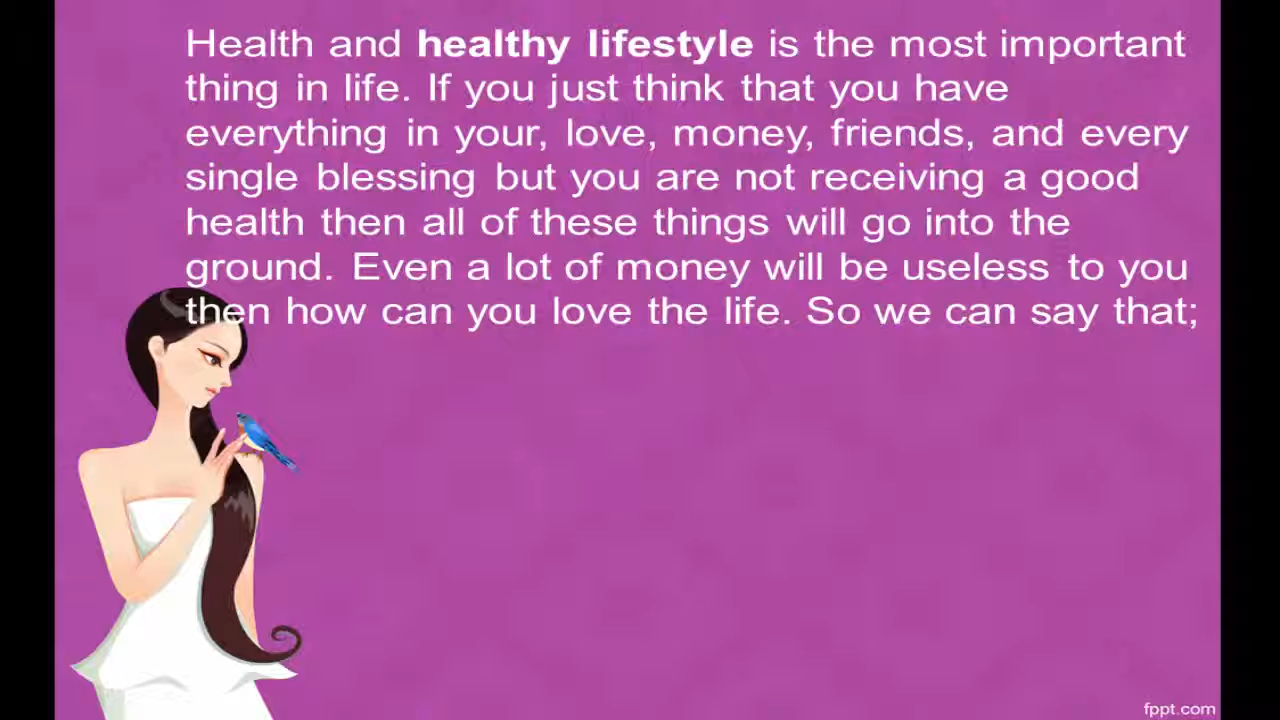 Health and healthy lifestyle is the most important
thing in life. If you just think that you have
everything in your, love, money, friends, and every
single blessing but you are not receiving a good
health then all of these things will go into the
ground. Even a lot of money will be useless to you
then how can you love the life. So we can say that;
fppt.com